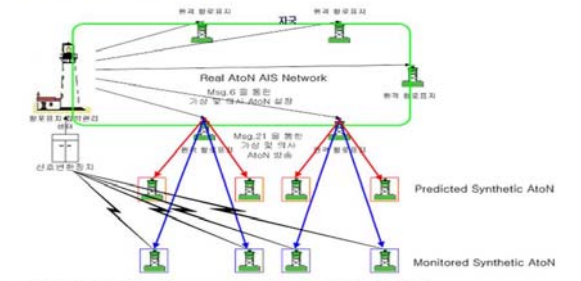 원격 항로표지
자국
원격 항로표지
Real AtoN AIS Network
Msg.6 을 통한
가상 및 의사 AtoN 설정
원격 항로표지
센터
Msg.21 을 통한
가상 및 의사
AtoN 방송
원격 항로표지
원격 항로표지
신호변환장치
Predicted Synthetic AtoN
Monitored Synthetic AtoN